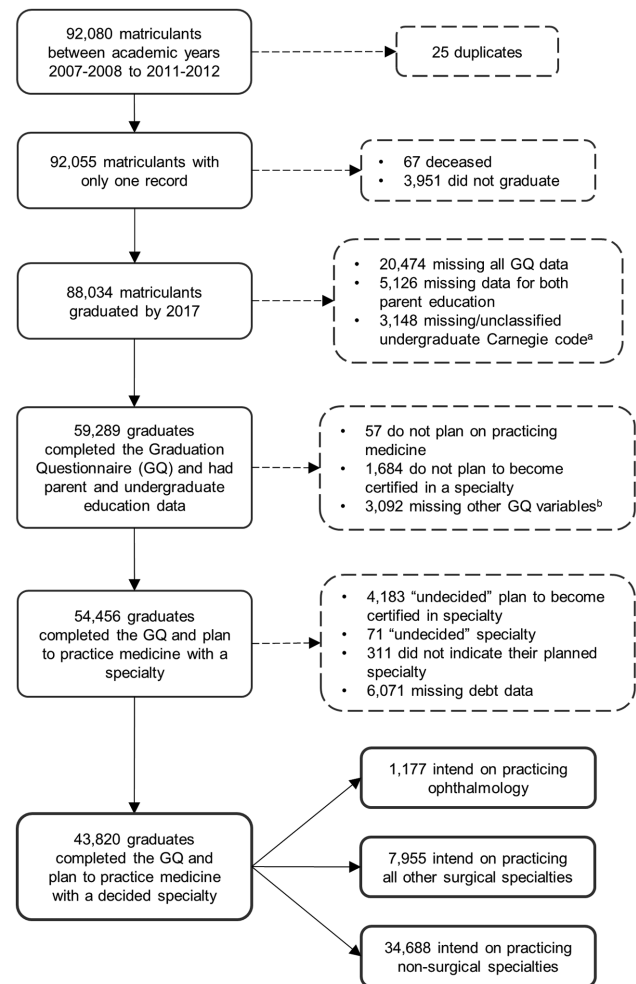 92,080 matriculants
between academic years
2007-2008 to 2011-2012
25 duplicates
92,055 matriculants with
only one record
• 67 deceased
• 3,951 did not graduate
88,034 matriculants
graduated by 2017
• 20,474 missing all GQ data
• 5,126 missing data for both
parent education
• 3,148 missing/unclassified
undergraduate Carnegie codeᵃ
59,289 graduates
completed the Graduation
Questionnaire (GQ) and had
parent and undergraduate
education data
• 57 do not plan on practicing
medicine
• 1,684 do not plan to become
certified in a specialty
• 3,092 missing other GQ variablesᵇ
54,456 graduates
completed the GQ and plan
to practice medicine with a
specialty
• 4,183 “undecided” plan to become
certified in specialty
• 71 “undecided” specialty
• 311 did not indicate their planned
specialty
• 6,071 missing debt data
43,820 graduates
completed the GQ and
plan to practice medicine
with a decided specialty
1,177 intend on practicing
ophthalmology
7,955 intend on practicing
all other surgical specialties
34,688 intend on practicing
non-surgical specialties